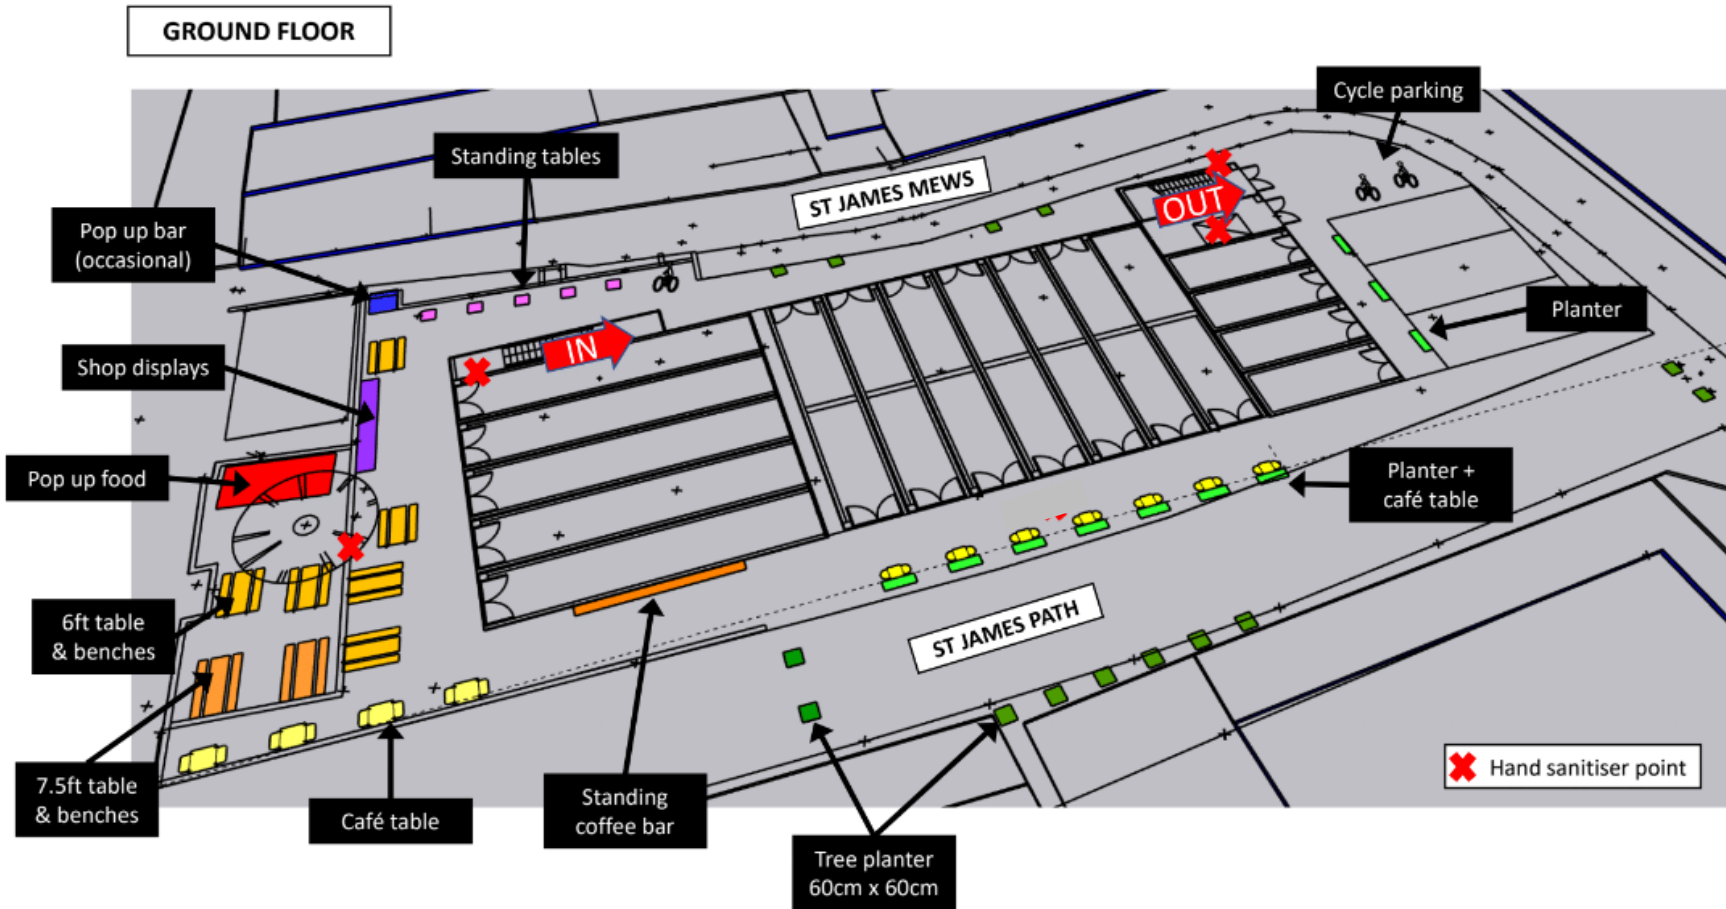 GROUND FLOOR
Cycle parking
Standing tables
ST JAMES MEWS
OUT
Pop up bar
(occasional)
Planter
IN
Shop displays
Pop up food
Planter +
café table
6ft table
& benches
ST JAMES PATH
7.5ft table
& benches
Café table
Standing
coffee bar
Tree planter
60cm x 60cm
Hand sanitiser point